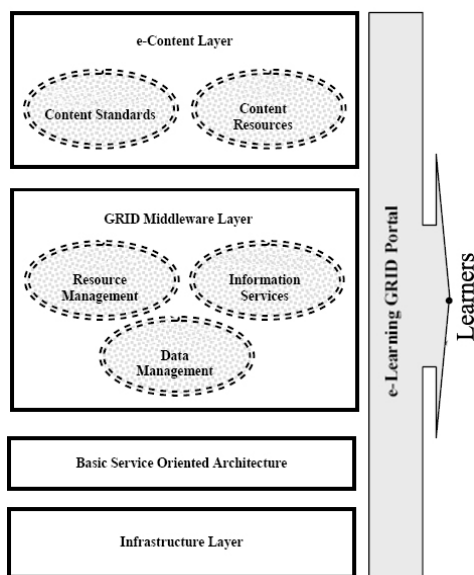 e-Content Layer
Content Standards
Content
Resources
GRID Middleware Layer
Resource
Management
Information
Services
Data
Management
Basic Service Oriented Architecture
Infrastructure Layer
e-Learning GRID Portal
Learners